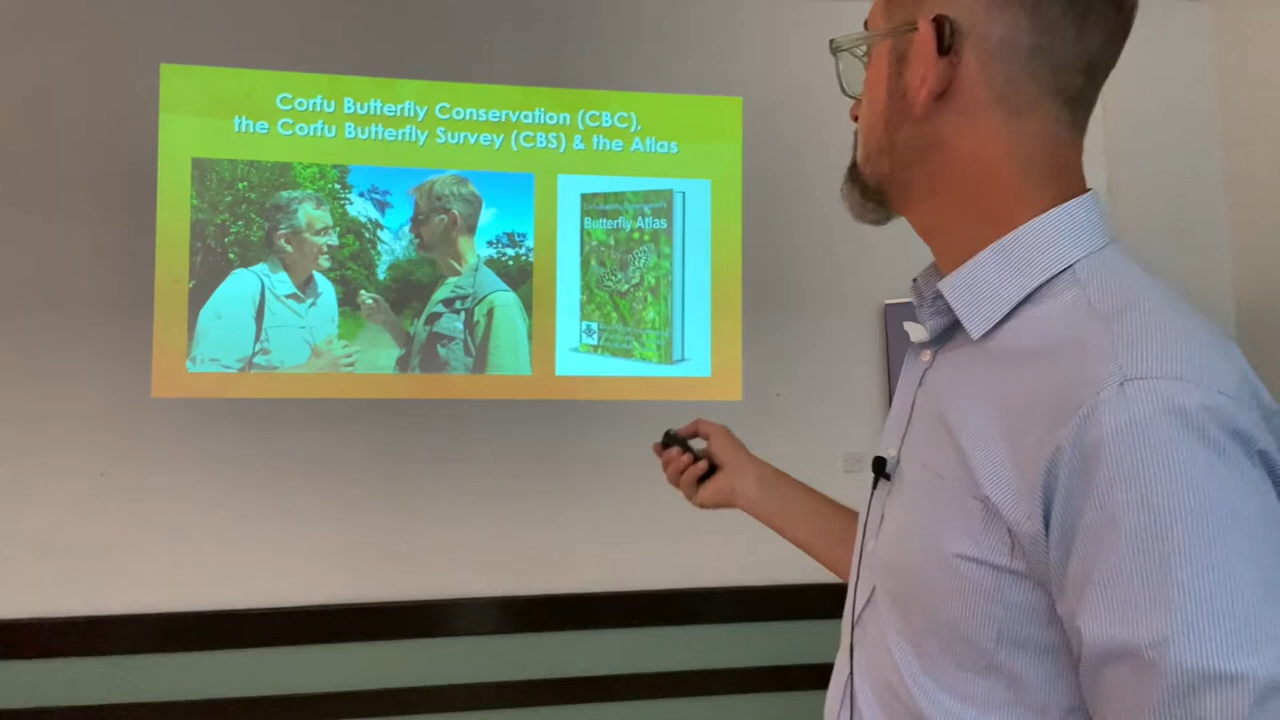 Corfu Butterfly Conservation (CBC),
the Corfu Butterfly Survey (CBS) & the Atlas
Butterfly Atlas